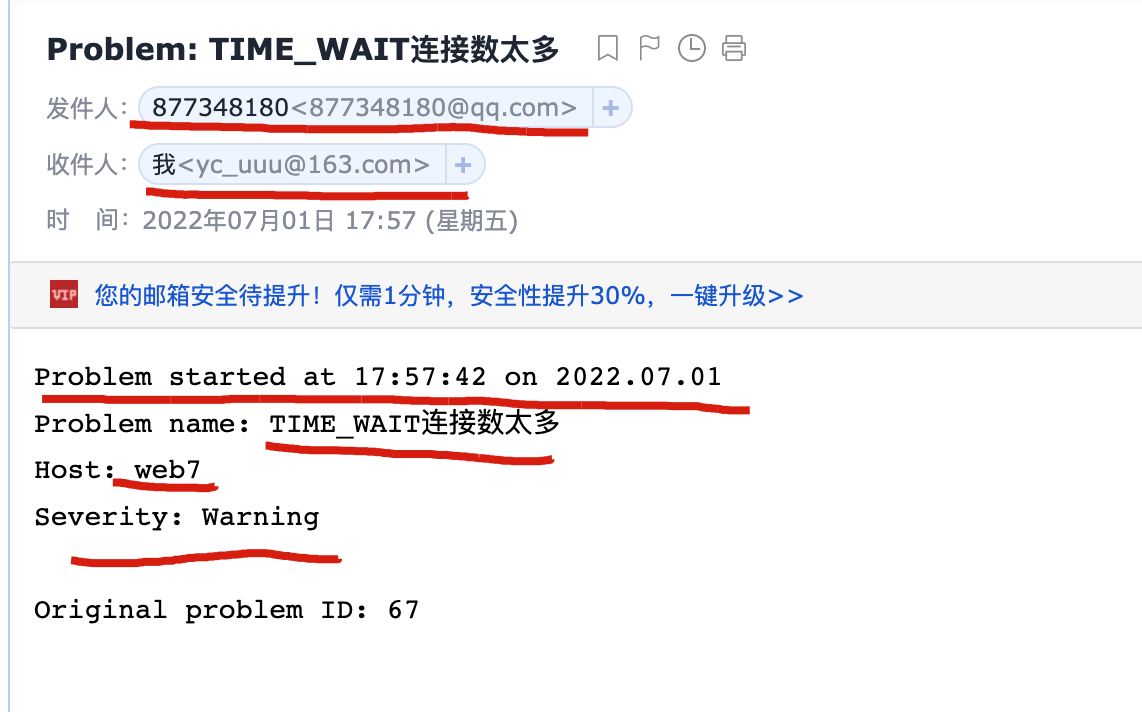 Problem: TIME_WAIT连接数太多
发件人: 877348180<877348180@qq.com> +
收件人: 我<yc_uuu@163.com> +
时 间: 2022年07月01日 17:57 (星期五)
VIP 您的邮箱安全待提升！仅需1分钟，安全性提升30%，一键升级>>
Problem started at 17:57:42 on 2022.07.01
Problem name: TIME_WAIT连接数太多
Host: web7
Severity: Warning
Original problem ID: 67